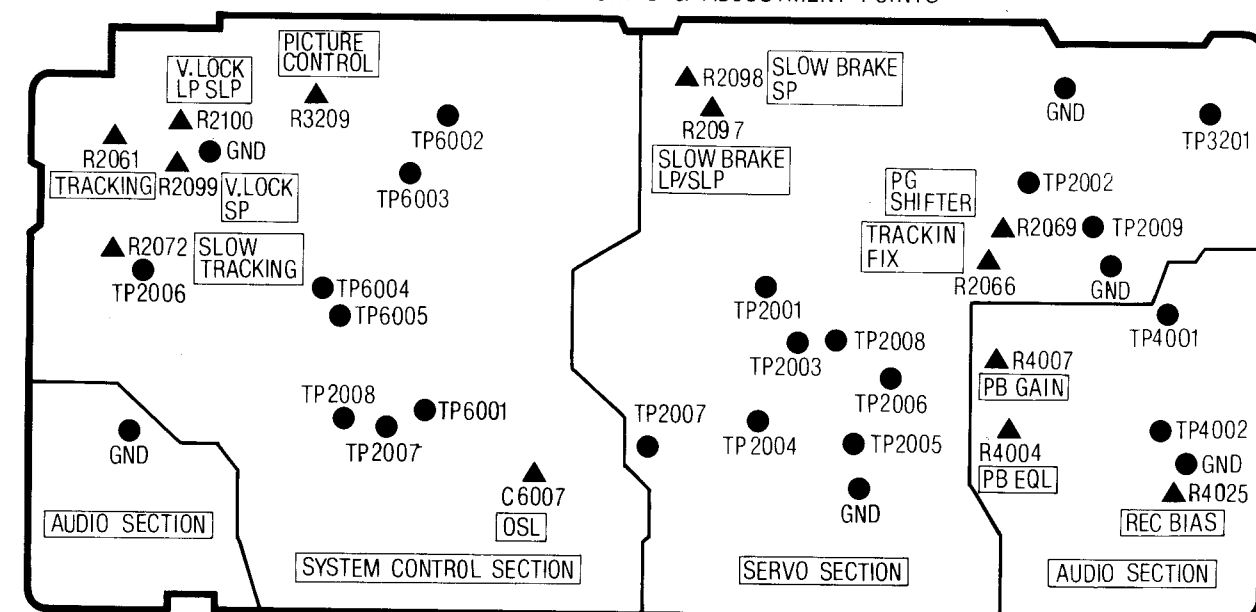 & ADJUSTMENT POINTS
V.LOCK
LP SLP
PICTURE
CONTROL
R2100
R3209
GND
R2061
TRACKING
R2099
V.LOCK
SP
TP6002
TP6003
R2072
SLOW
TRACKING
TP2006
TP6004
TP6005
TP2008
TP2007
TP6001
GND
C6007
OSL
AUDIO SECTION
SYSTEM CONTROL SECTION
R2098
SLOW BRAKE
SP
R2097
SLOW BRAKE
LP/SLP
GND
TP3201
PG
SHIFTER
TP2002
R2069
TP2009
TRACKIN
FIX
R2066
GND
TP2001
TP2003
TP2008
TP2006
TP2007
TP2004
TP2005
GND
SERVO SECTION
TP4001
R4007
PB GAIN
R4004
PB EQL
TP4002
GND
R4025
REC BIAS
AUDIO SECTION